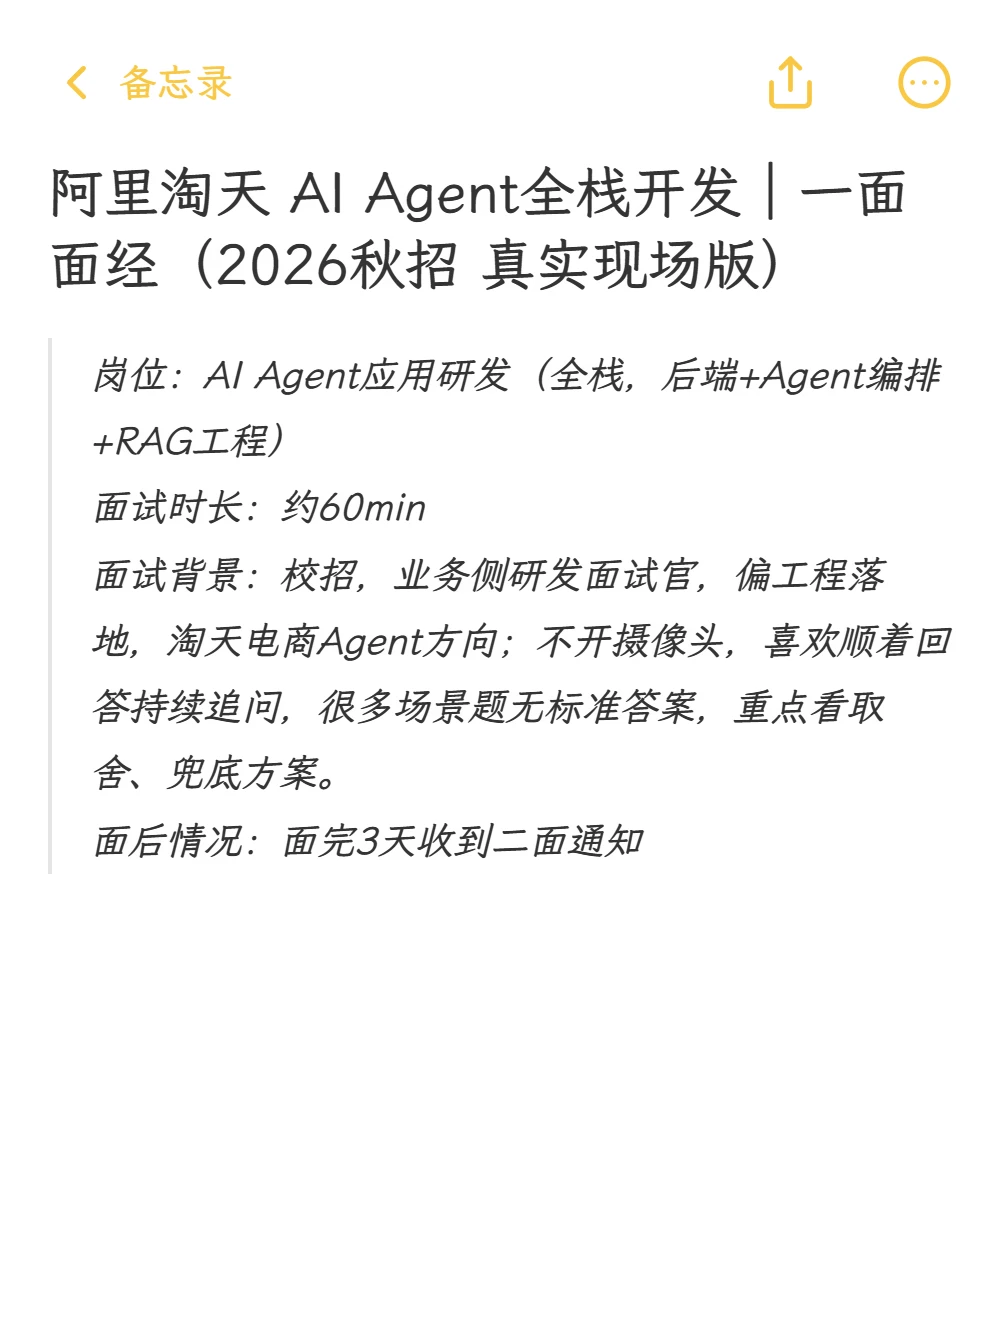 备忘录
阿里淘天 AI Agent全栈开发｜一面
面经（2026秋招 真实现场版）
岗位：AI Agent应用研发（全栈，后端+Agent编排
+RAG工程）
面试时长：约60min
面试背景：校招，业务侧研发面试官，偏工程落
地，淘天电商Agent方向；不开摄像头，喜欢顺着回
答持续追问，很多场景题无标准答案，重点看取
舍、兜底方案。
面后情况：面完3天收到二面通知